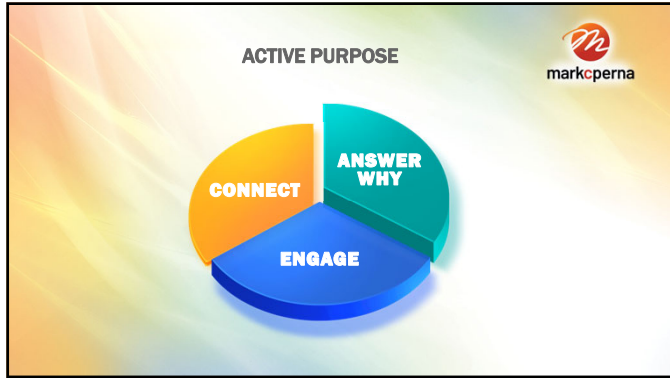 ACTIVE PURPOSE
markcperna
ANSWER
WHY
CONNECT
ENGAGE